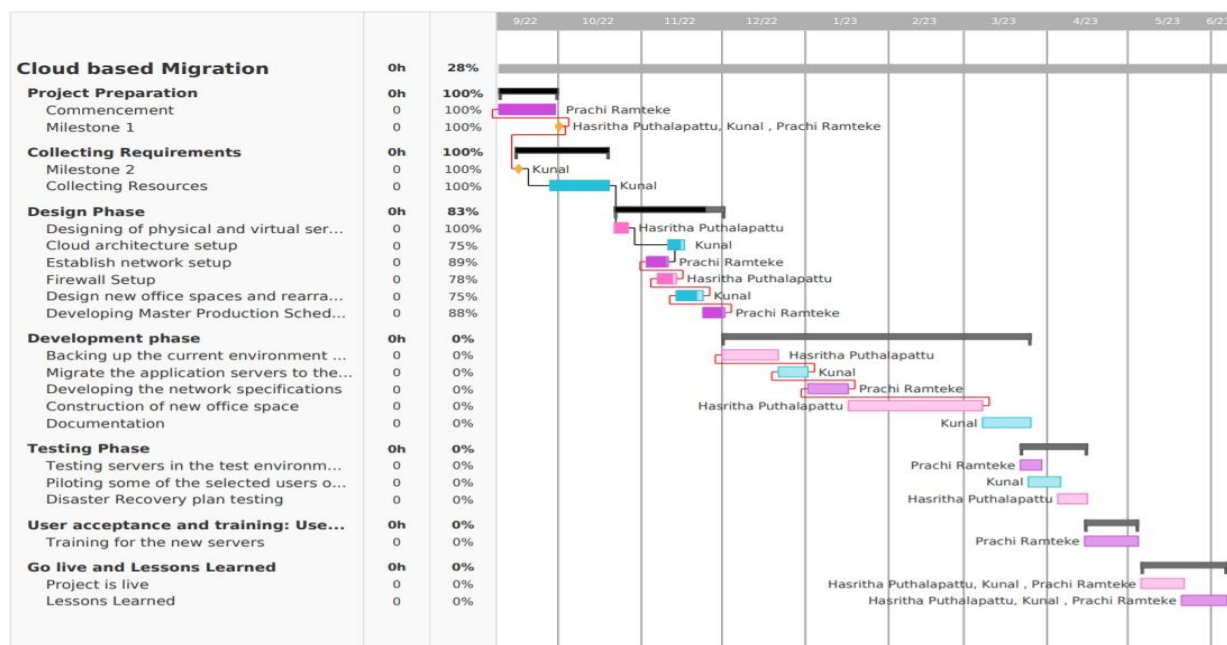 9/22 10/22 11/22 12/22 1/23 2/23 3/23 4/23 5/23 6/23
Cloud based Migration 0h 28%
Project Preparation 0h 100%
Commencement 0 100% Prachi Ramteke
Milestone 1 0 100% Hasritha Puthalapattu, Kunal , Prachi Ramteke
Collecting Requirements 0h 100%
Milestone 2 0 100% Kunal
Collecting Resources 0 100% Kunal
Design Phase 0h 83%
Designing of physical and virtual ser... 0 100% Hasritha Puthalapattu
Cloud architecture setup 0 75% Kunal
Establish network setup 0 89% Prachi Ramteke
Firewall Setup 0 78% Hasritha Puthalapattu
Design new office spaces and rearra... 0 75% Kunal
Developing Master Production Sched... 0 88% Prachi Ramteke
Development phase 0h 0%
Backing up the current environment ... 0 0% Hasritha Puthalapattu
Migrate the application servers to the... 0 0% Kunal
Developing the network specifications 0 0% Prachi Ramteke
Construction of new office space 0 0% Hasritha Puthalapattu
Documentation 0 0% Kunal
Testing Phase 0h 0%
Testing servers in the test environm... 0 0% Prachi Ramteke
Piloting some of the selected users o... 0 0% Kunal
Disaster Recovery plan testing 0 0% Hasritha Puthalapattu
User acceptance and training: Use... 0h 0%
Training for the new servers 0 0% Prachi Ramteke
Go live and Lessons Learned 0h 0%
Project is live 0 0% Hasritha Puthalapattu, Kunal , Prachi Ramteke
Lessons Learned 0 0% Hasritha Puthalapattu, Kunal , Prachi Ramteke